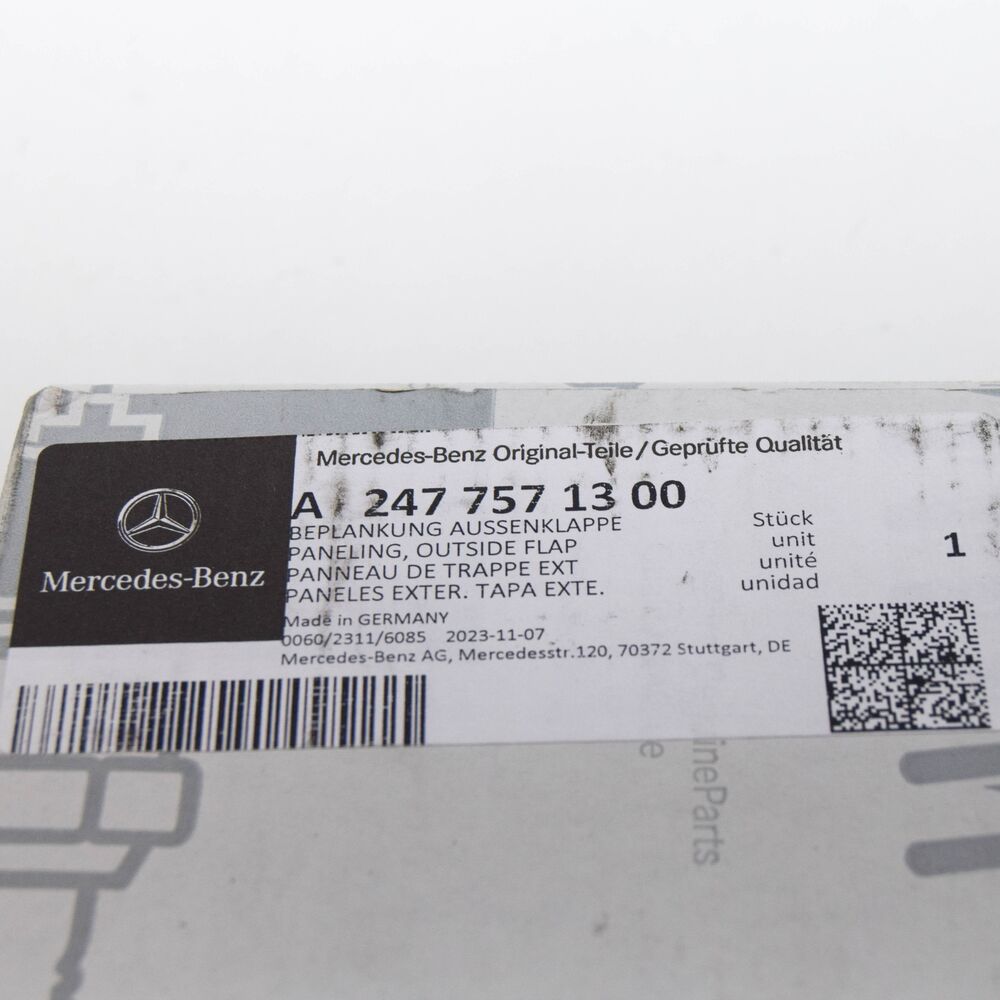 Mercedes-Benz Original-Teile/Geprüfte Qualität
A 247 757 13 00
BEPLANKUNG AUSSENKLAPPE
PANELING, OUTSIDE FLAP
PANNEAU DE TRAPPE EXT
PANELES EXTER. TAPA EXTE.
Stück
unit
unité
unidad
1
Mercedes-Benz
Made in GERMANY
0060/2311/6085 2023-11-07
Mercedes-Benz AG, Mercedesstr.120, 70372 Stuttgart, DE
ineParts
e